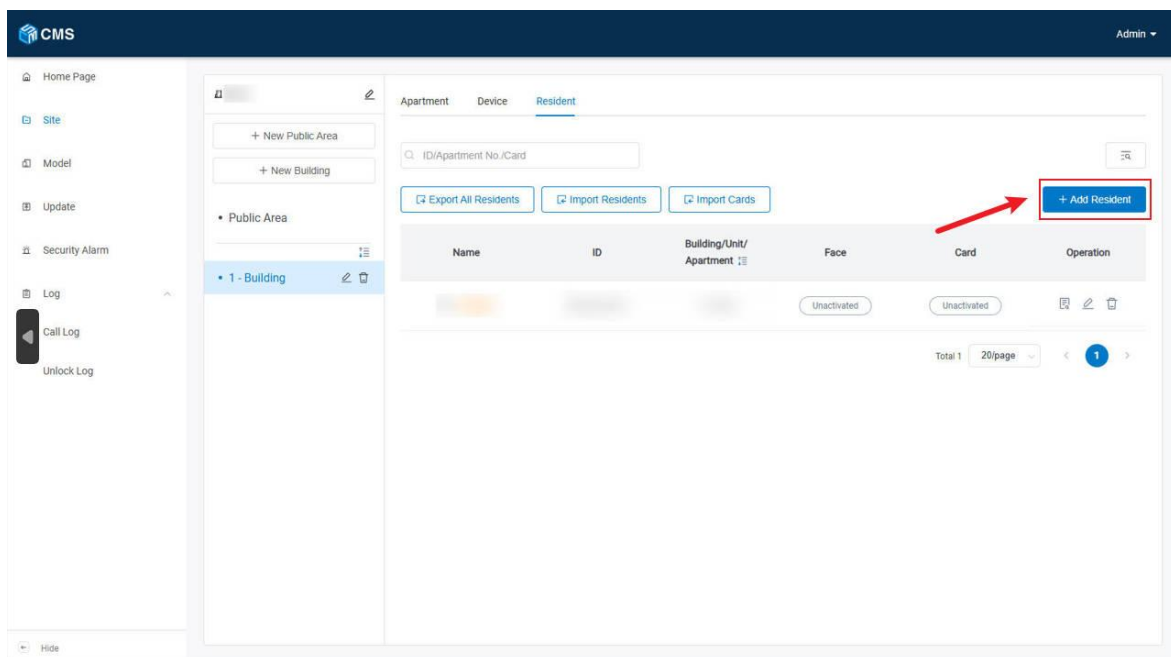 CMS
Admin
Home Page
Site
Model
Update
Security Alarm
Log
Call Log
Unlock Log
Hide
+ New Public Area
+ New Building
Public Area
1 - Building
Apartment Device Resident
ID/Apartment No./Card
Export All Residents Import Residents Import Cards + Add Resident
Name ID Building/Unit/ Face Card Operation
Apartment
Unactivated Unactivated
Total 1 20/page 1